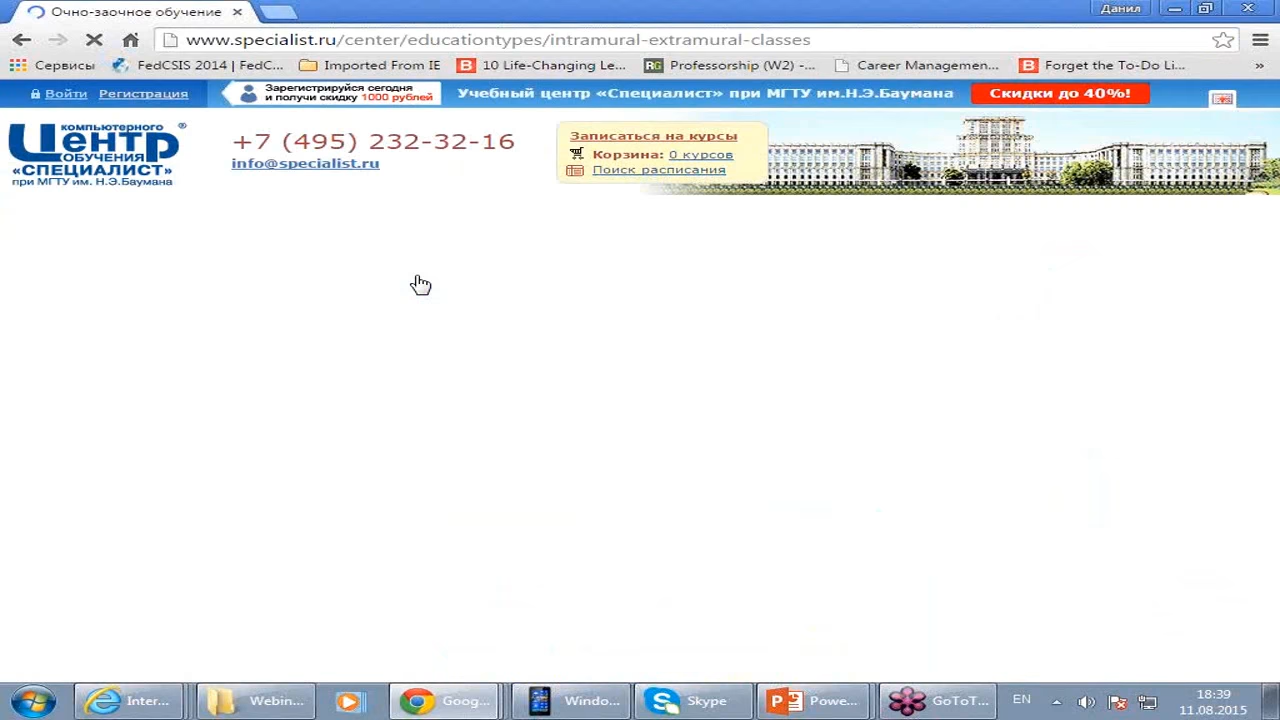 Очно-заочное обучение
Данил
www.specialist.ru/center/educationtypes/intramural-extramural-classes
Сервисы FedCSIS 2014 | FedC... Imported From IE 10 Life-Changing Le... RG Professorship (W2) -... Career Managemen... Forget the To-Do Li... »
Войти Регистрация
Зарегистрируйся сегодня
и получи скидку 1000 рублей
Учебный центр «Специалист» при МГТУ им.Н.Э.Баумана
Скидки до 40%!
компьютерного
Центр
ОБУЧЕНИЯ
«СПЕЦИАЛИСТ»
при МГТУ им. Н.Э.Баумана
+7 (495) 232-32-16
info@specialist.ru
Записаться на курсы
Корзина: 0 курсов
Поиск расписания
Inter... Webin... Goog... Windo... Skype Powe... GoToT... EN 18:39
11.08.2015